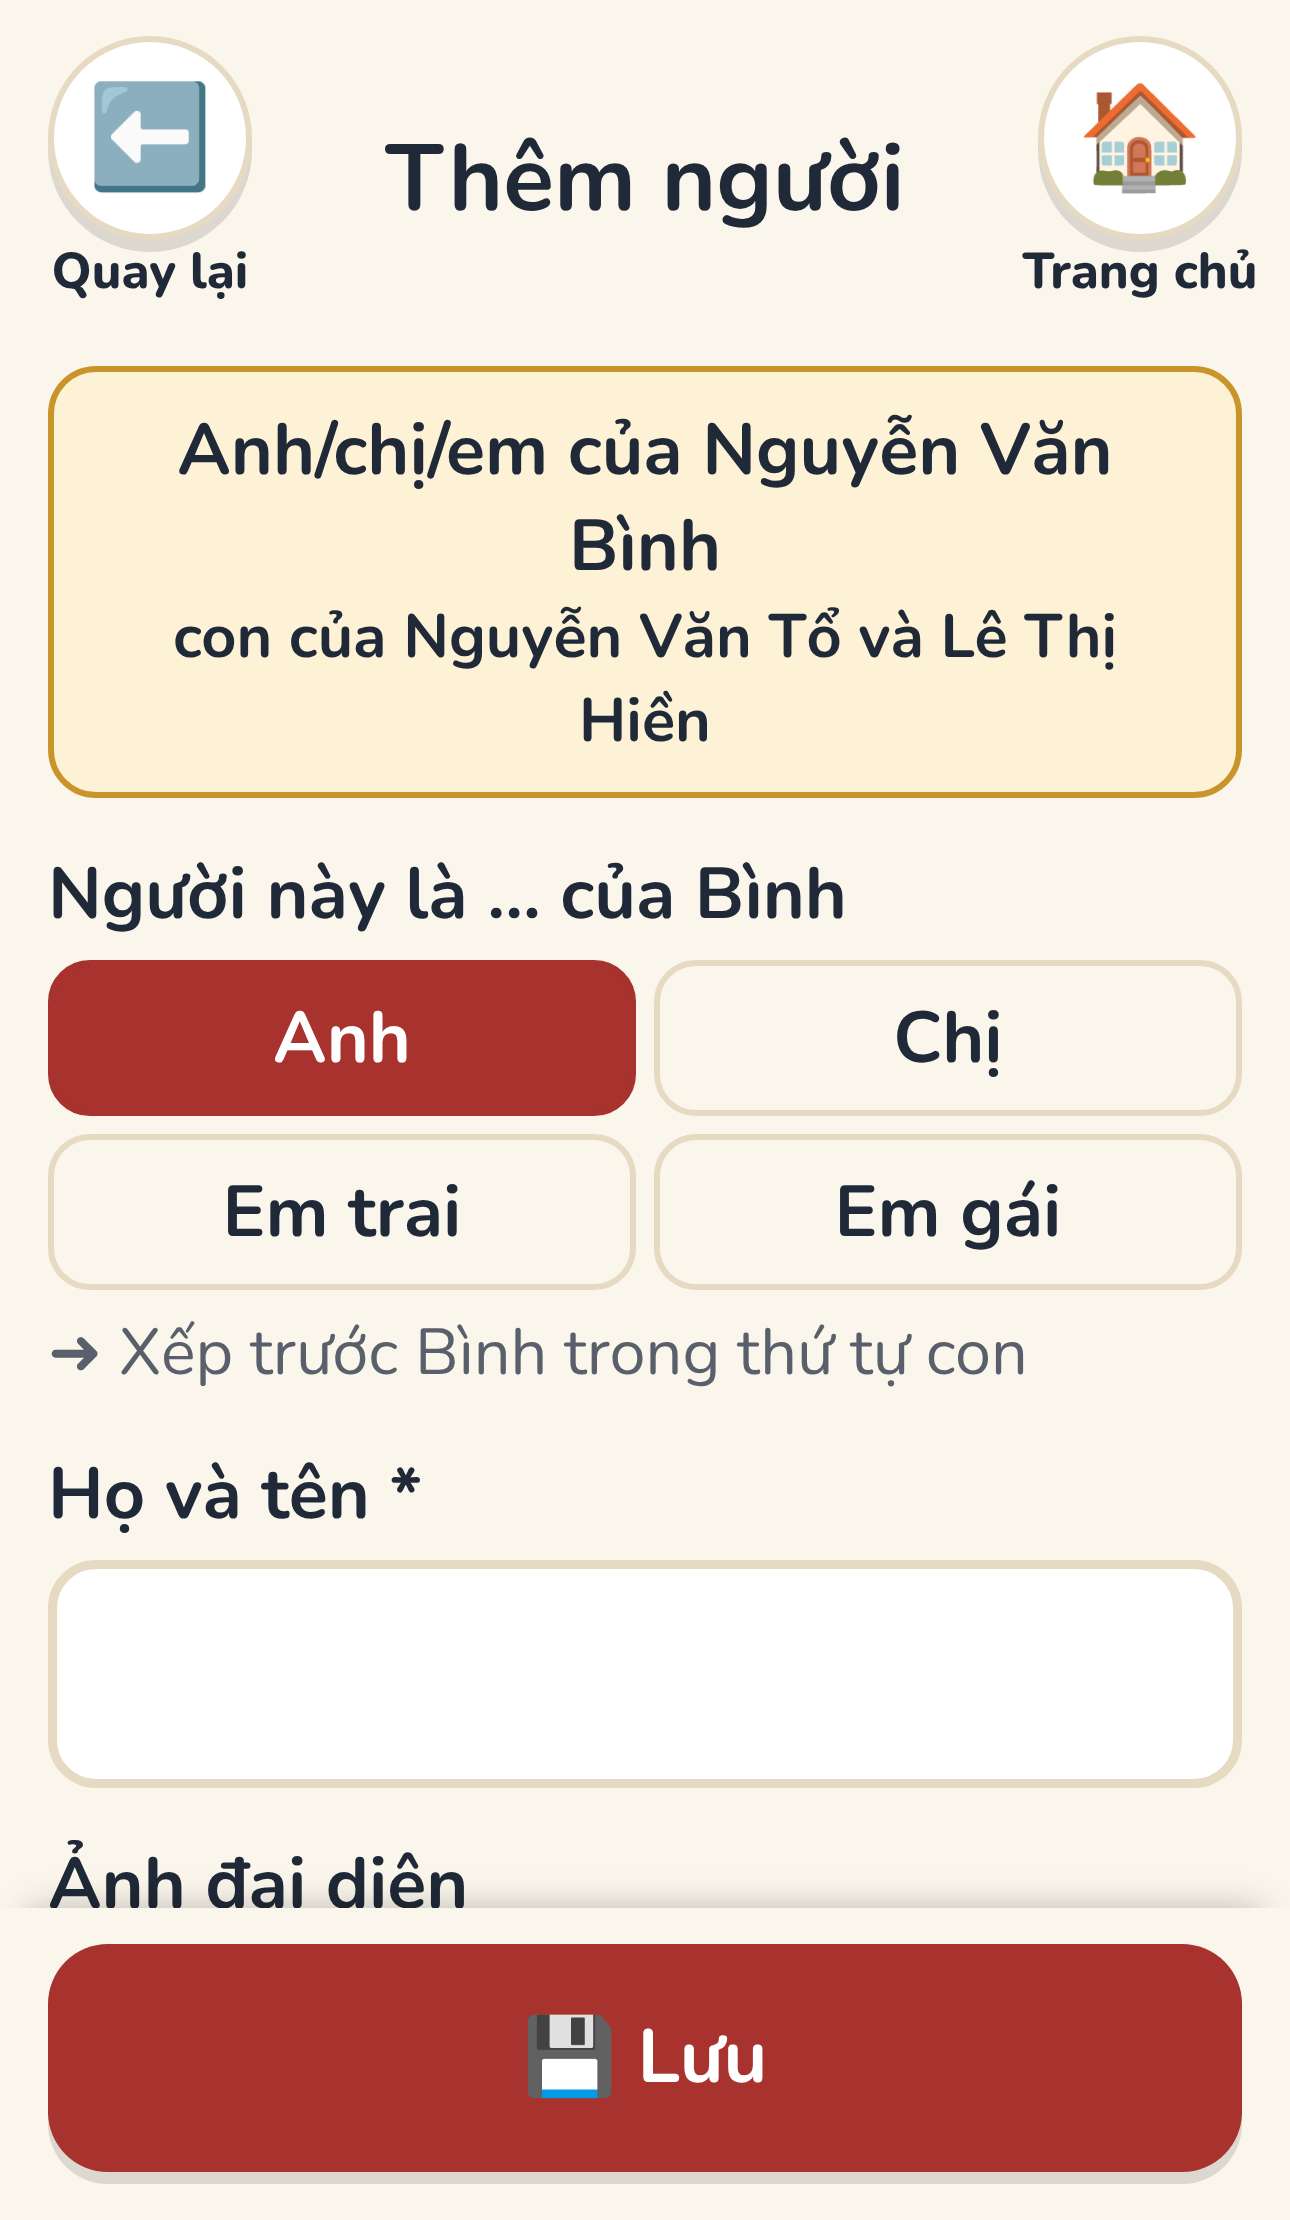 Thêm người
Quay lại
Trang chủ
Anh/chị/em của Nguyễn Văn
Bình
con của Nguyễn Văn Tổ và Lê Thị
Hiền
Người này là ... của Bình
Anh
Chị
Em trai
Em gái
➜ Xếp trước Bình trong thứ tự con
Họ và tên *
Ảnh đại diện
Lưu